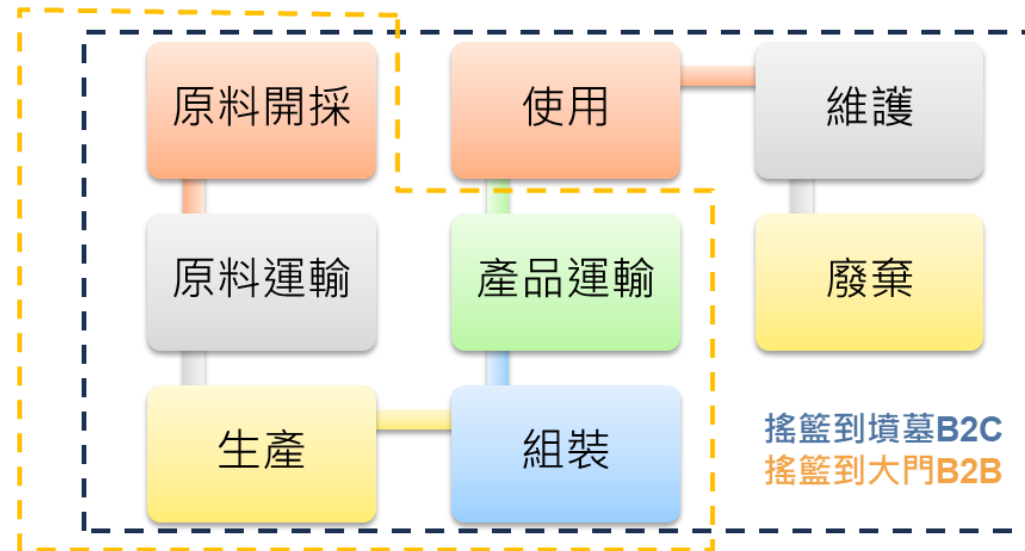 原料開採
使用
維護
原料運輸
產品運輸
廢棄
生產
組裝
搖籃到墳墓B2C
搖籃到大門B2B